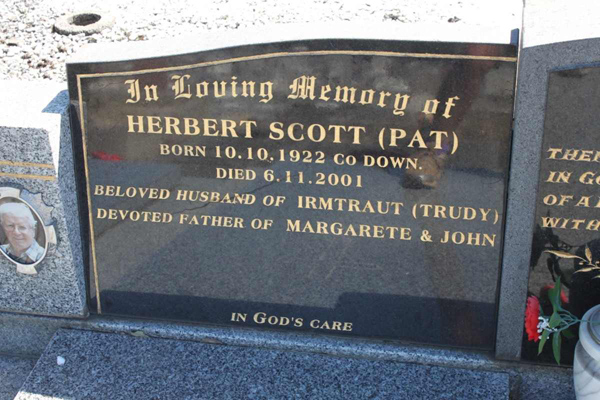 In Loving Memory of
HERBERT SCOTT (PAT)
BORN 10.10.1922 CO DOWN.
DIED 6.11.2001
BELOVED HUSBAND OF IRMTRAUT (TRUDY)
DEVOTED FATHER OF MARGARETE & JOHN
IN GOD'S CARE
IN GO
OF A
WITH